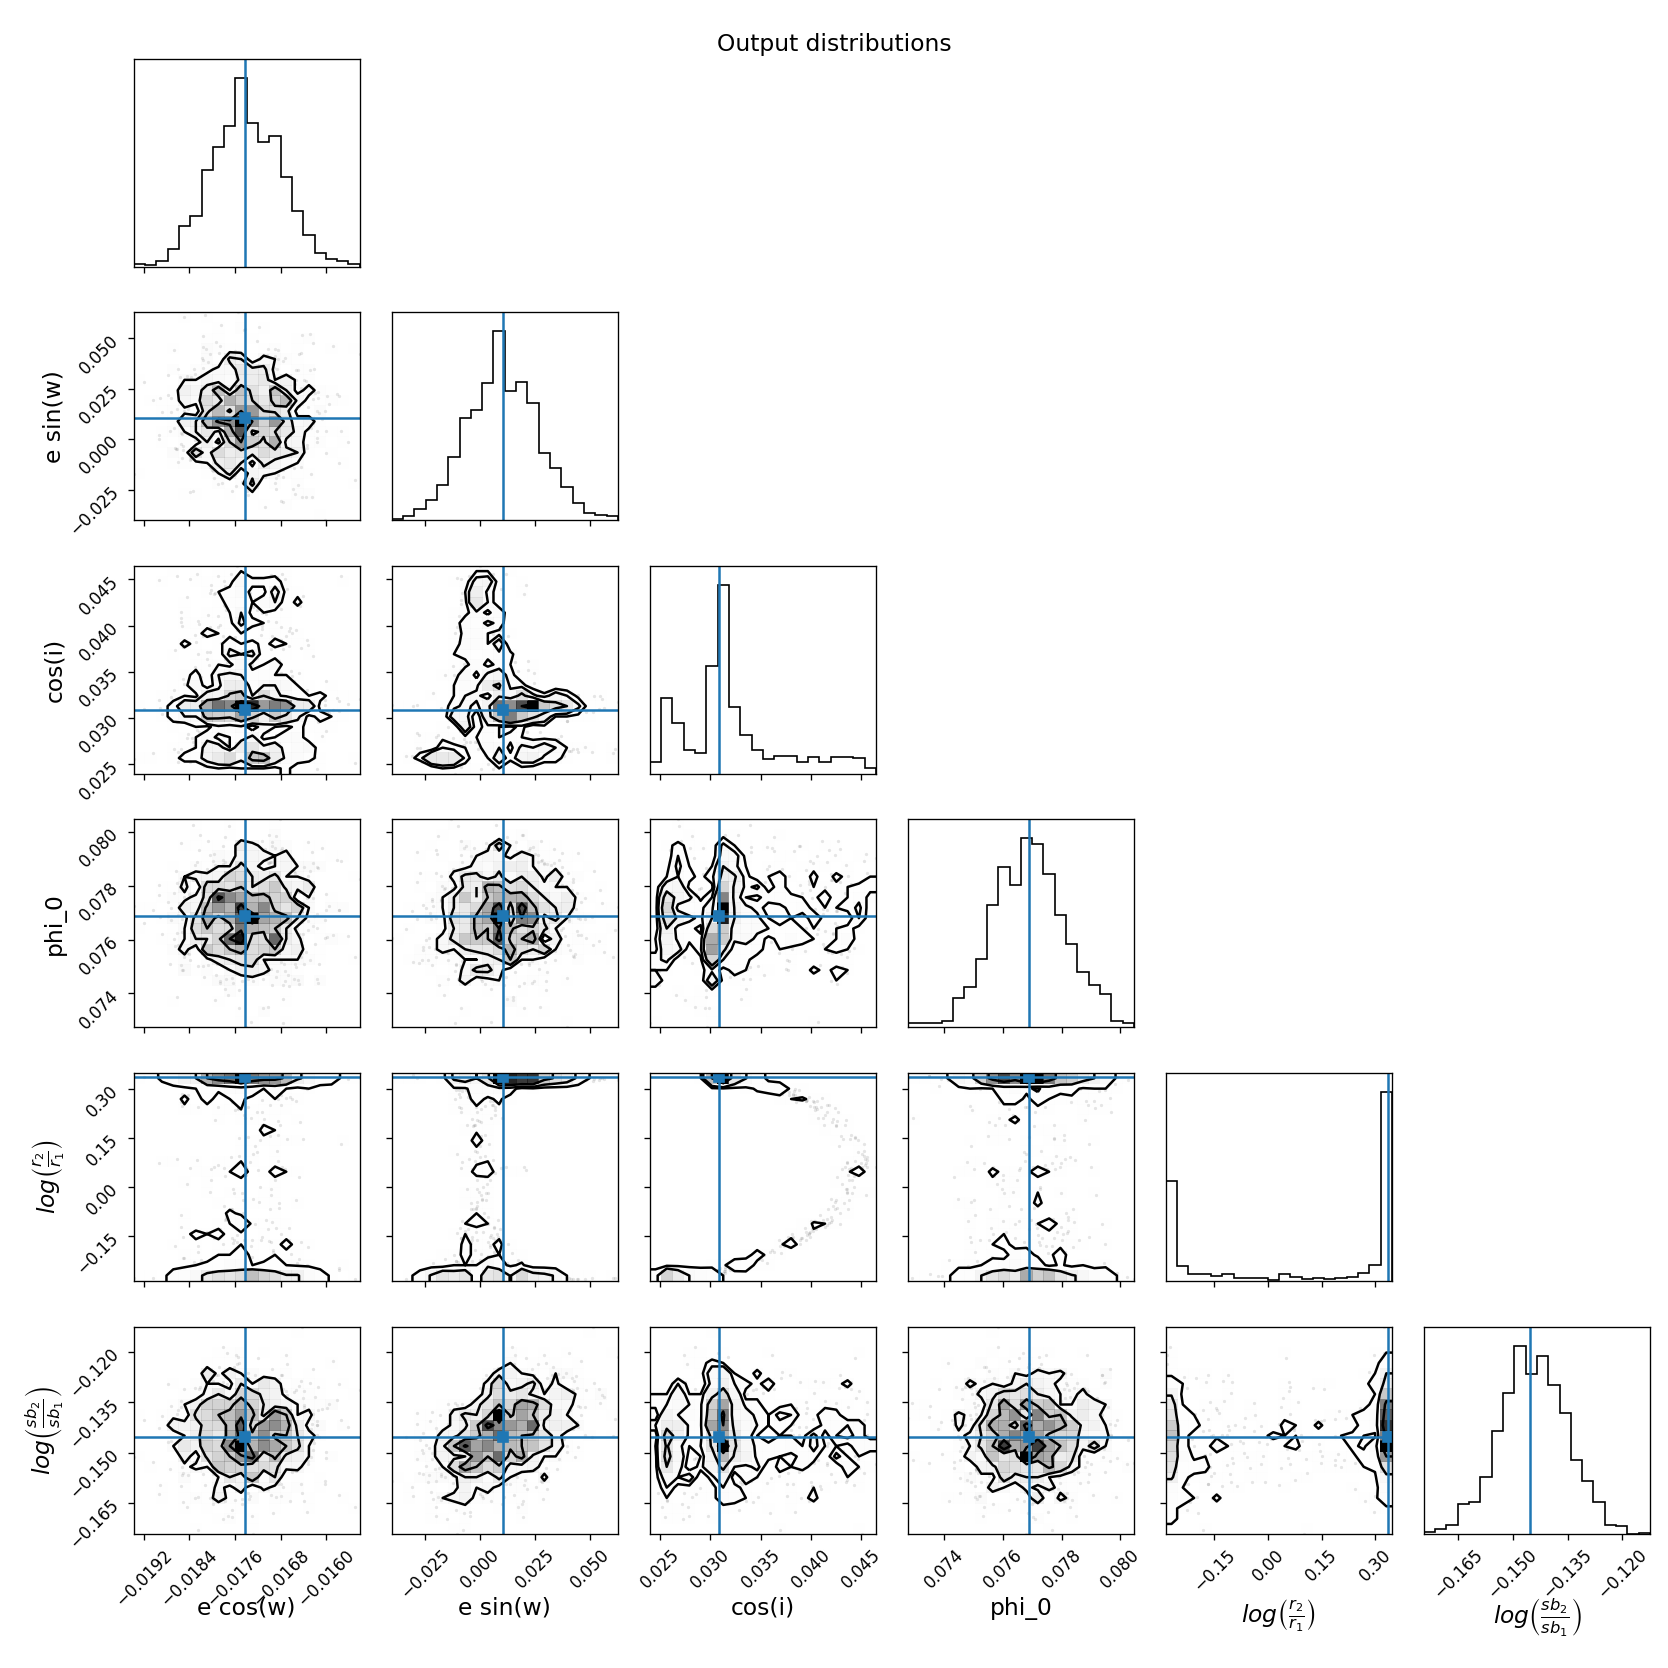 Output distributions
0.050
0.025
0.000
−0.025
e sin(w)
0.045
0.040
0.035
0.030
0.025
cos(i)
0.080
0.078
0.076
0.074
phi_0
0.30
0.15
0.00
−0.15
log(r₂/r₁)
−0.120
−0.135
−0.150
−0.165
log(sb₂/sb₁)
−0.0192 −0.0184 −0.0176 −0.0168 −0.0160
−0.025 0.000 0.025 0.050
0.025 0.030 0.035 0.040 0.045
0.074 0.076 0.078 0.080
−0.15 0.00 0.15 0.30
−0.165 −0.150 −0.135 −0.120
e cos(w) e sin(w) cos(i) phi_0 log(r₂/r₁) log(sb₂/sb₁)